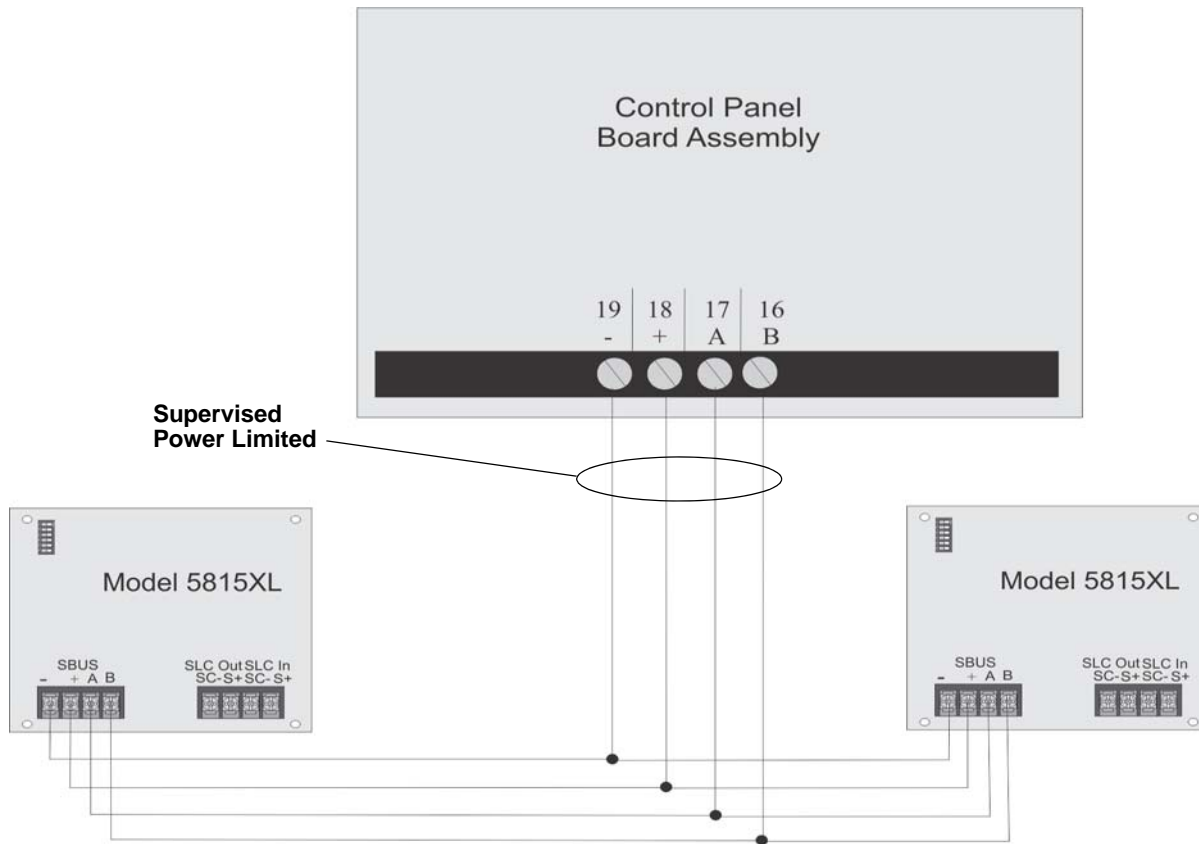 Control Panel
Board Assembly
19 18 17 16
- + A B
Supervised
Power Limited
Model 5815XL
SBUS
- + A B
SLC Out SLC In
SC- S+ SC- S+
Model 5815XL
SBUS
- + A B
SLC Out SLC In
SC- S+ SC- S+